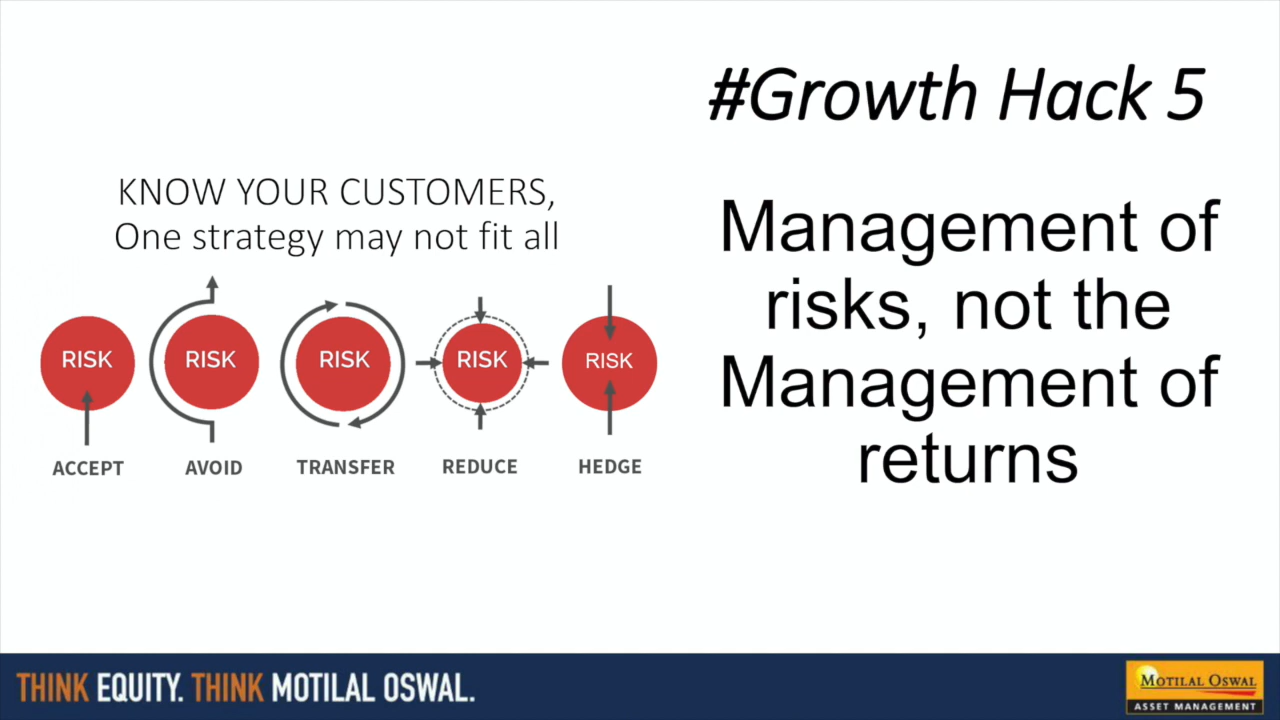 #Growth Hack 5
KNOW YOUR CUSTOMERS,
One strategy may not fit all
RISK
RISK
RISK
RISK
RISK
ACCEPT
AVOID
TRANSFER
REDUCE
HEDGE
Management of
risks, not the
Management of
returns
THINK EQUITY. THINK MOTILAL OSWAL.
MOTILAL OSWAL
ASSET MANAGEMENT